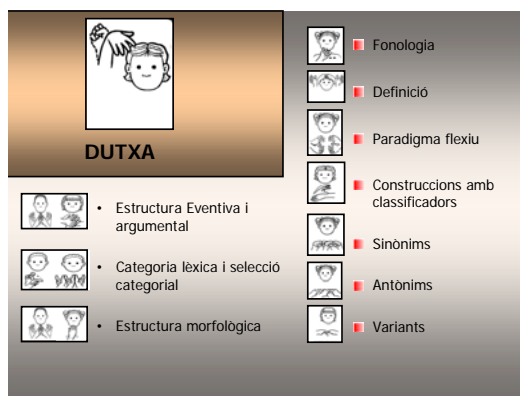 DUTXA
• Estructura Eventiva i
argumental
• Categoria lèxica i selecció
categorial
• Estructura morfològica
Fonologia
Definició
Paradigma flexiu
Construccions amb
classificadors
Sinònims
Antònims
Variants